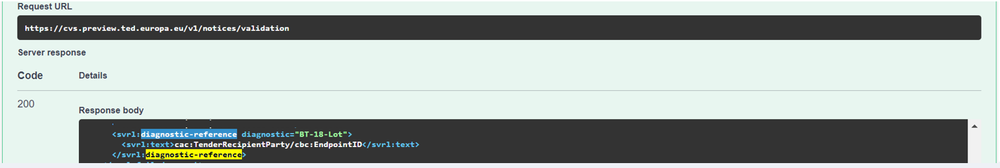 Request URL
https://cvs.preview.ted.europa.eu/v1/notices/validation
Server response
Code Details
200
Response body
<svrl:diagnostic-reference diagnostic="BT-18-Lot">
<svrl:text>cac:TenderRecipientParty/cbc:EndpointID</svrl:text>
</svrl:diagnostic-reference>